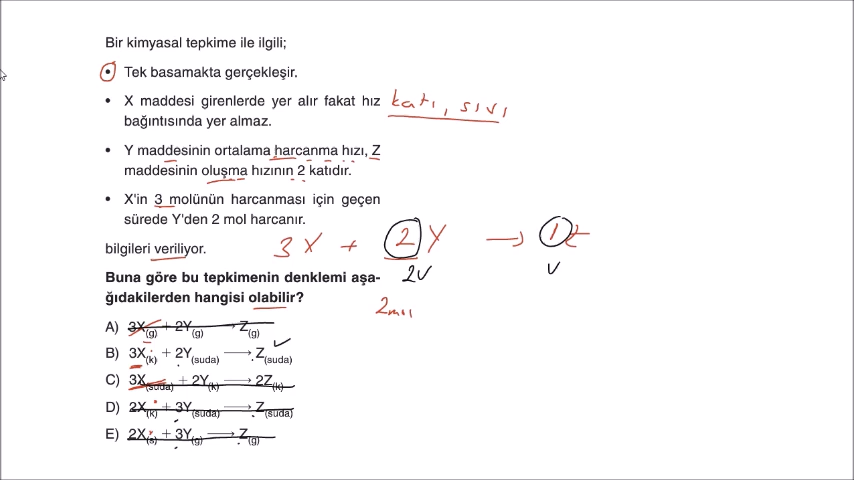 Bir kimyasal tepkime ile ilgili;
• Tek basamakta gerçekleşir.
• X maddesi girenlerde yer alır fakat hız katı, sıvı
bağıntısında yer almaz.
• Y maddesinin ortalama harcanma hızı, Z
maddesinin oluşma hızının 2 katıdır.
• X'in 3 molünün harcanması için geçen
sürede Y'den 2 mol harcanır.
bilgileri veriliyor.
3X + 2Y → 1Z
2V V
Buna göre bu tepkimenin denklemi aşa-
ğıdakilerden hangisi olabilir?
2mol
A) 3X(g) + 2Y(g) → Z(g)
B) 3X(k) + 2Y(suda) → Z(suda)
C) 3X(suda) + 2Y(k) → 2Z(k)
D) 2X(k) + 3Y(suda) → Z(suda)
E) 2X(s) + 3Y(g) → Z(g)